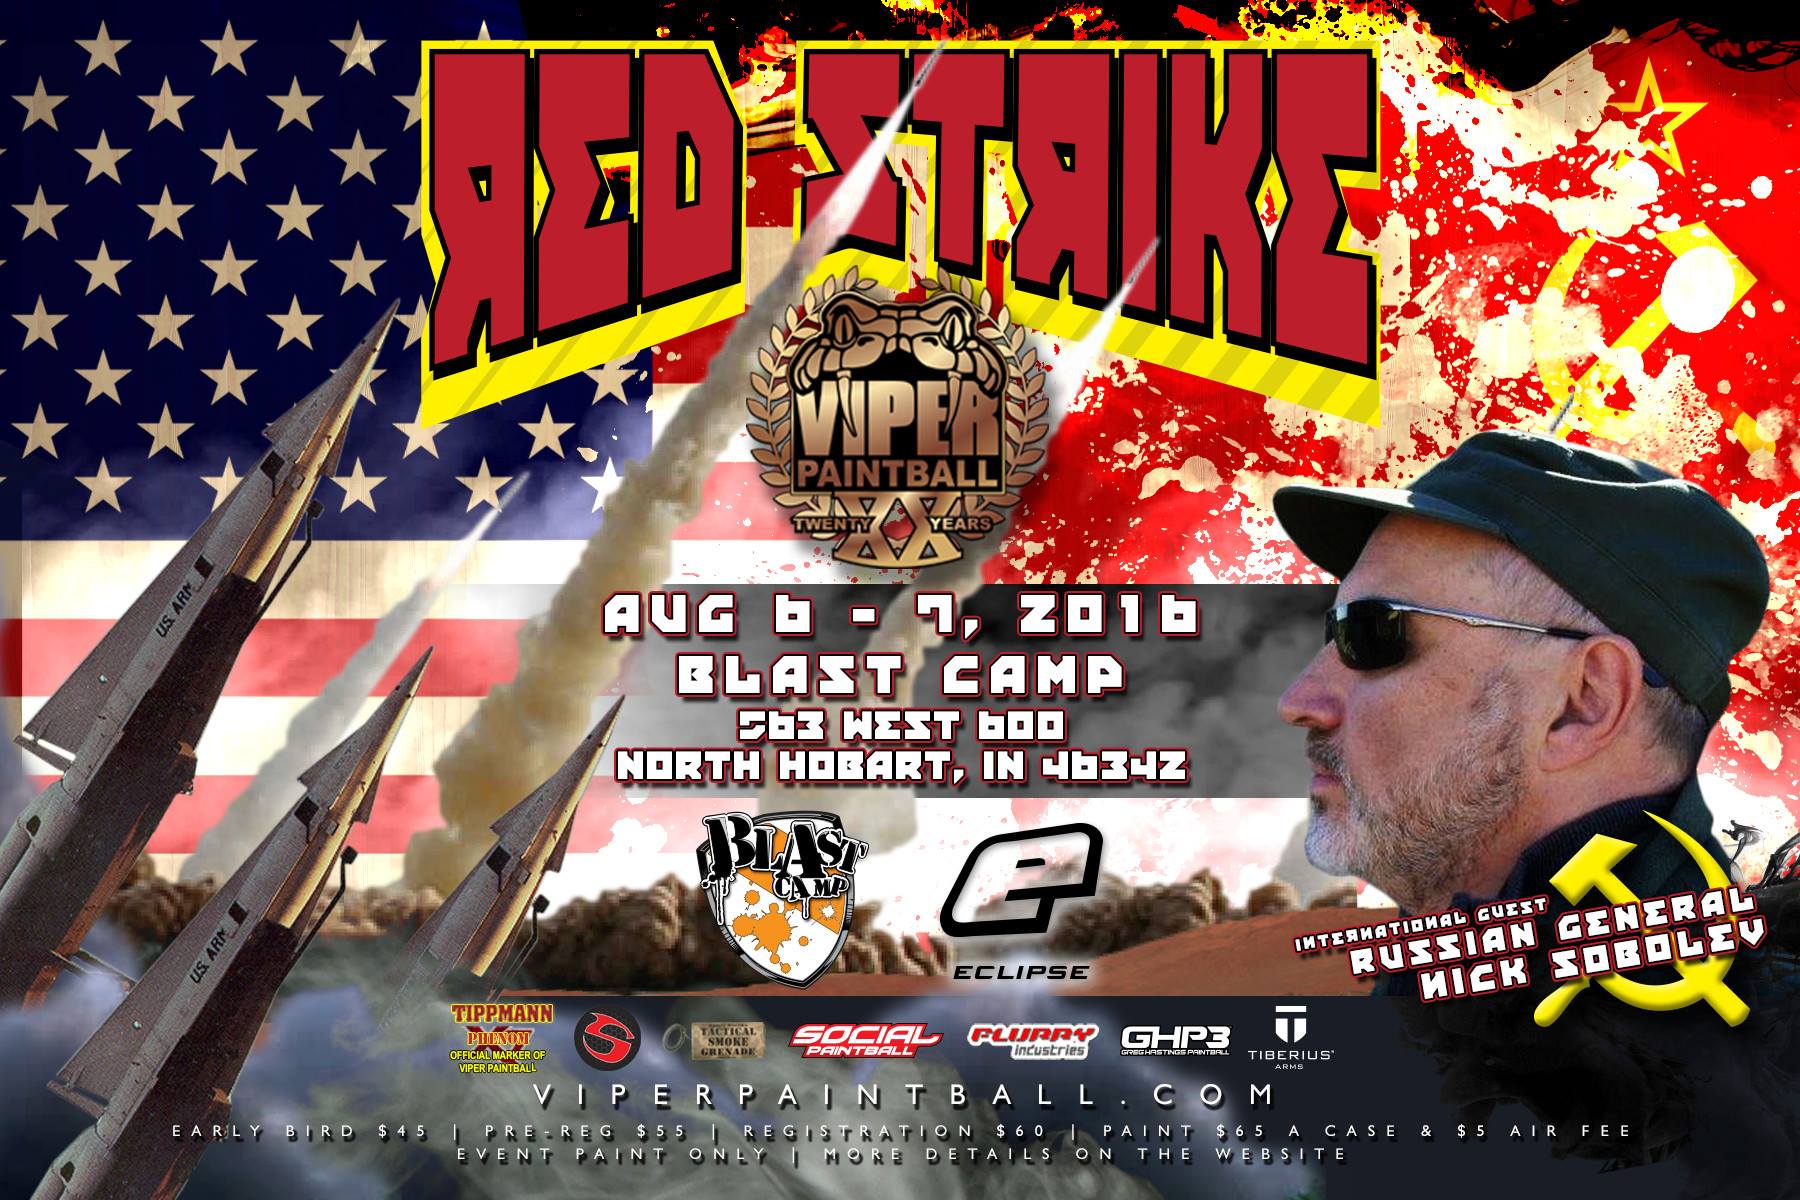 RED STRIKE
VIPER
PAINTBALL
TWENTY XX YEARS
AUG 6 - 7, 2016
BLAST CAMP
563 WEST 600
NORTH HOBART, IN 46342
BLAST
CAMP
e
ECLIPSE
U.S. ARM
U.S. ARM
INTERNATIONAL GUEST
RUSSIAN GENERAL
NICK SOBOLEV
TIPPMANN
PHENOM
OFFICIAL MARKER OF
VIPER PAINTBALL
S
TACTICAL
SMOKE
GRENADE
SOCIAL
PAINTBALL
FLURRY
industries
GHP3
GREG HASTINGS PAINTBALL
T
TIBERIUS
ARMS
VIPERPAINTBALL.COM
EARLY BIRD $45 | PRE-REG $55 | REGISTRATION $60 | PAINT $65 A CASE & $5 AIR FEE
EVENT PAINT ONLY | MORE DETAILS ON THE WEBSITE